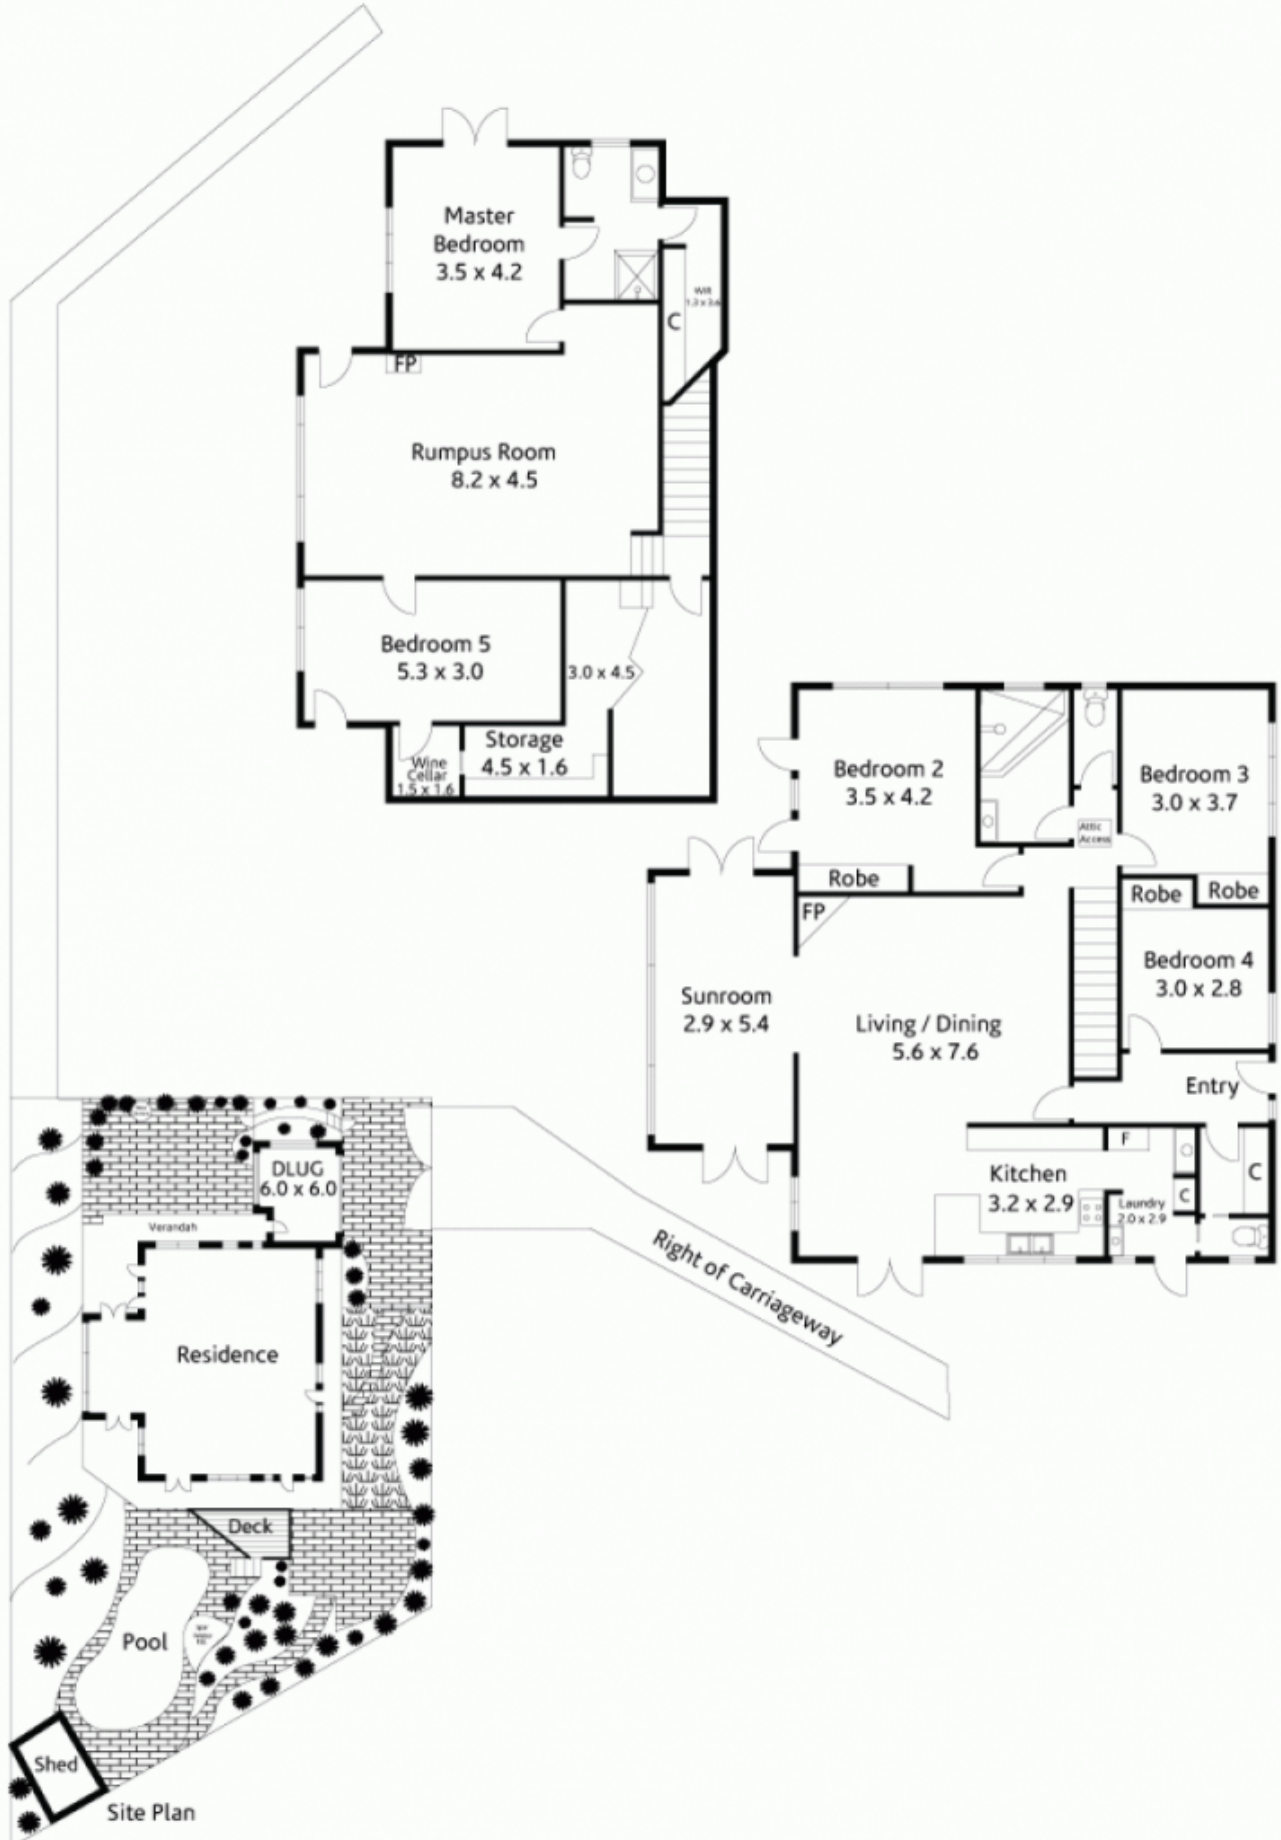 Master
Bedroom
3.5 x 4.2
WIR
C
FP
Rumpus Room
8.2 x 4.5
Bedroom 5
5.3 x 3.0
3.0 x 4.5
Storage
4.5 x 1.6
Wine
Cellar
1.5 x 1.6
Bedroom 2
3.5 x 4.2
Bedroom 3
3.0 x 3.7
Attic
Access
Robe
Robe
Robe
FP
Bedroom 4
3.0 x 2.8
Sunroom
2.9 x 5.4
Living / Dining
5.6 x 7.6
Entry
F
Kitchen
3.2 x 2.9
C
C
Laundry
2.0 x 2.9
DLUG
6.0 x 6.0
Verandah
Right of Carriageway
Residence
Deck
Pool
Shed
Site Plan